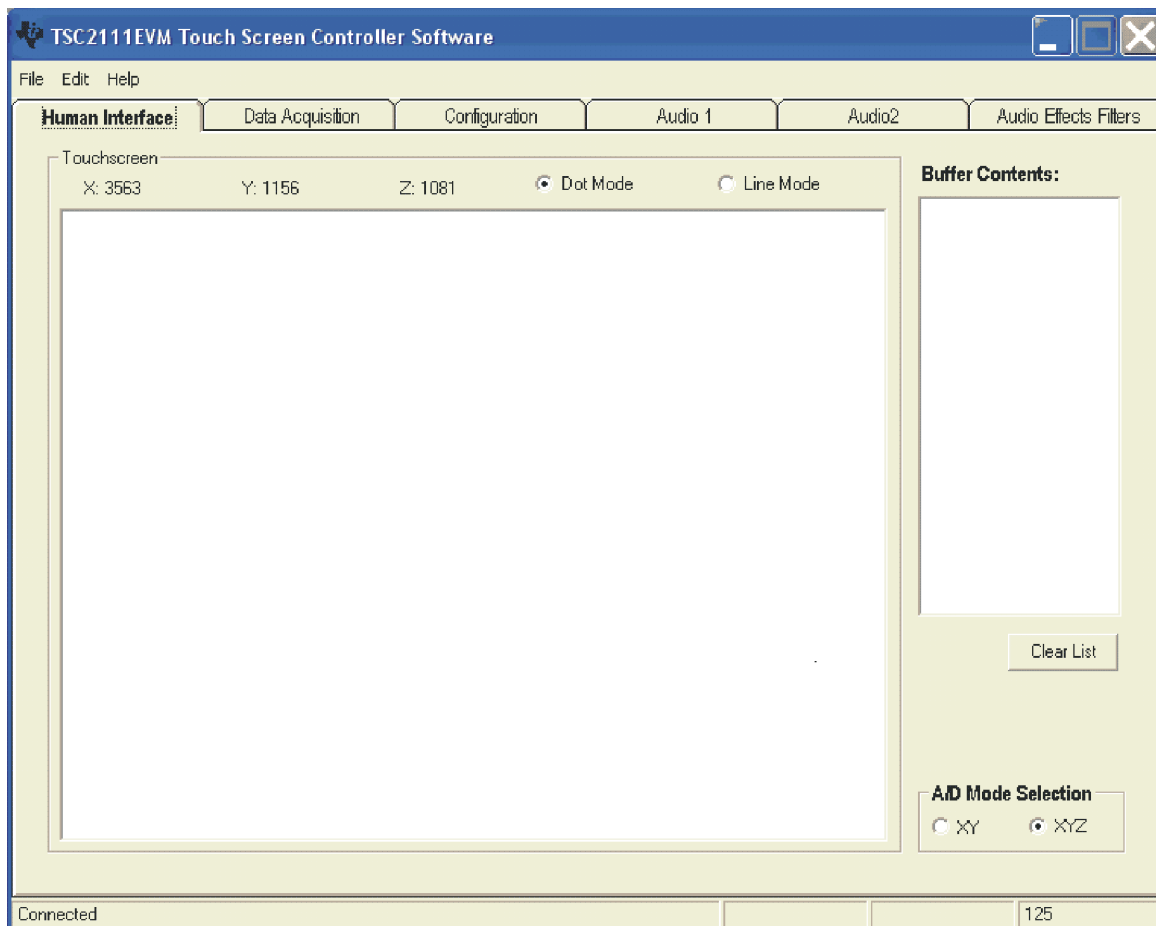 TSC2111EVM Touch Screen Controller Software
File Edit Help
Human Interface Data Acquisition Configuration Audio 1 Audio2 Audio Effects Filters
Touchscreen
X: 3563 Y: 1156 Z: 1081 Dot Mode Line Mode
Buffer Contents:
Clear List
A/D Mode Selection
XY XYZ
Connected 125